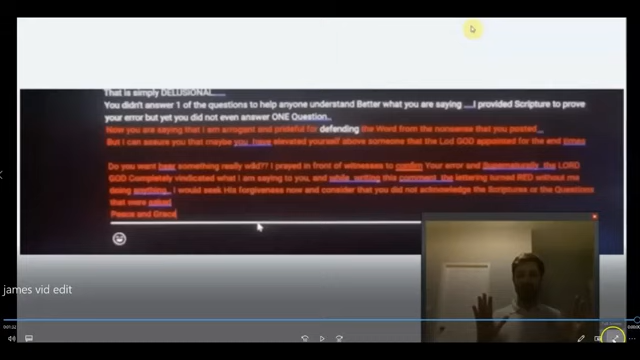 That is simply DELUSIONAL....
You didn't answer 1 of the questions to help anyone understand Better what you are saying ....I provided Scripture to prove
your error but yet you did not even answer ONE Question..
Now you are saying that I am arrogant and prideful for defending the Word from the nonsense that you posted..
But I can assure you that maybe you have elevated yourself above someone that the Lord GOD appointed for the end times
Do you want hear something really wild?? I prayed in front of witnesses to confirm Your error and Supernaturally the LORD
GOD Completely vindicated what I am saying to you, and while writing this comment the lettering turned RED without me
doing anything. I would seek His forgiveness now and consider that you did not acknowledge the Scriptures or the Questions
that were asked
Peace and Grace
james vid edit